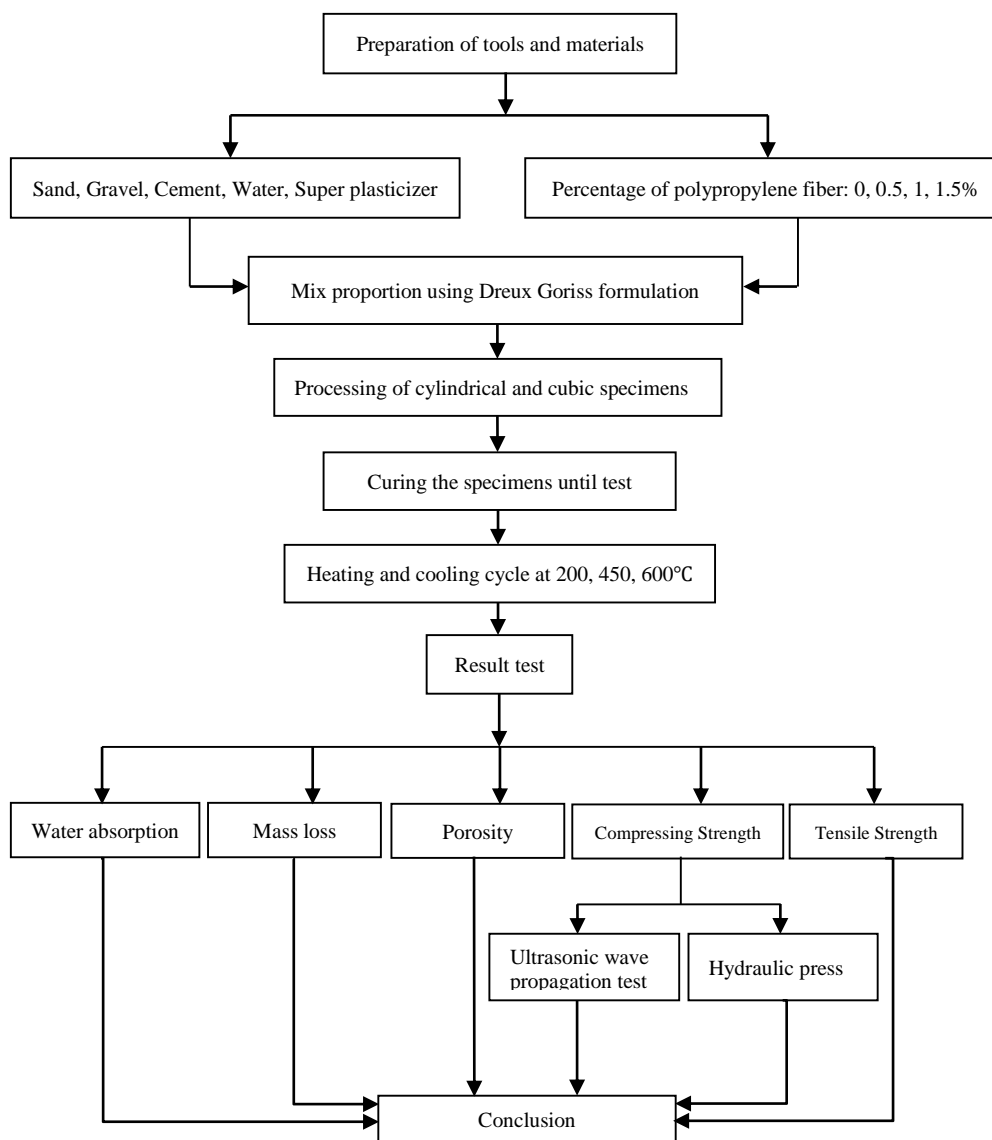 Preparation of tools and materials
Sand, Gravel, Cement, Water, Super plasticizer
Percentage of polypropylene fiber: 0, 0.5, 1, 1.5%
Mix proportion using Dreux Goriss formulation
Processing of cylindrical and cubic specimens
Curing the specimens until test
Heating and cooling cycle at 200, 450, 600℃
Result test
Water absorption
Mass loss
Porosity
Compressing Strength
Tensile Strength
Ultrasonic wave
propagation test
Hydraulic press
Conclusion